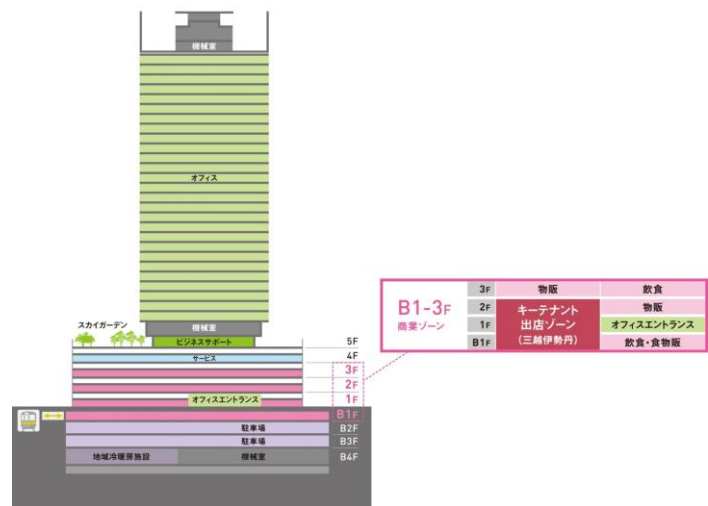 機械室
オフィス
機械室
スカイガーデン
ビジネスサポート
5F
サービス
4F
3F
2F
オフィスエントランス
1F
B1F
駐車場
B2F
駐車場
B3F
地域冷暖房施設
機械室
B4F
B1-3F
商業ゾーン
3F
物販
飲食
2F
キーテナント
出店ゾーン
(三越伊勢丹)
物販
1F
オフィスエントランス
B1F
飲食・食物販